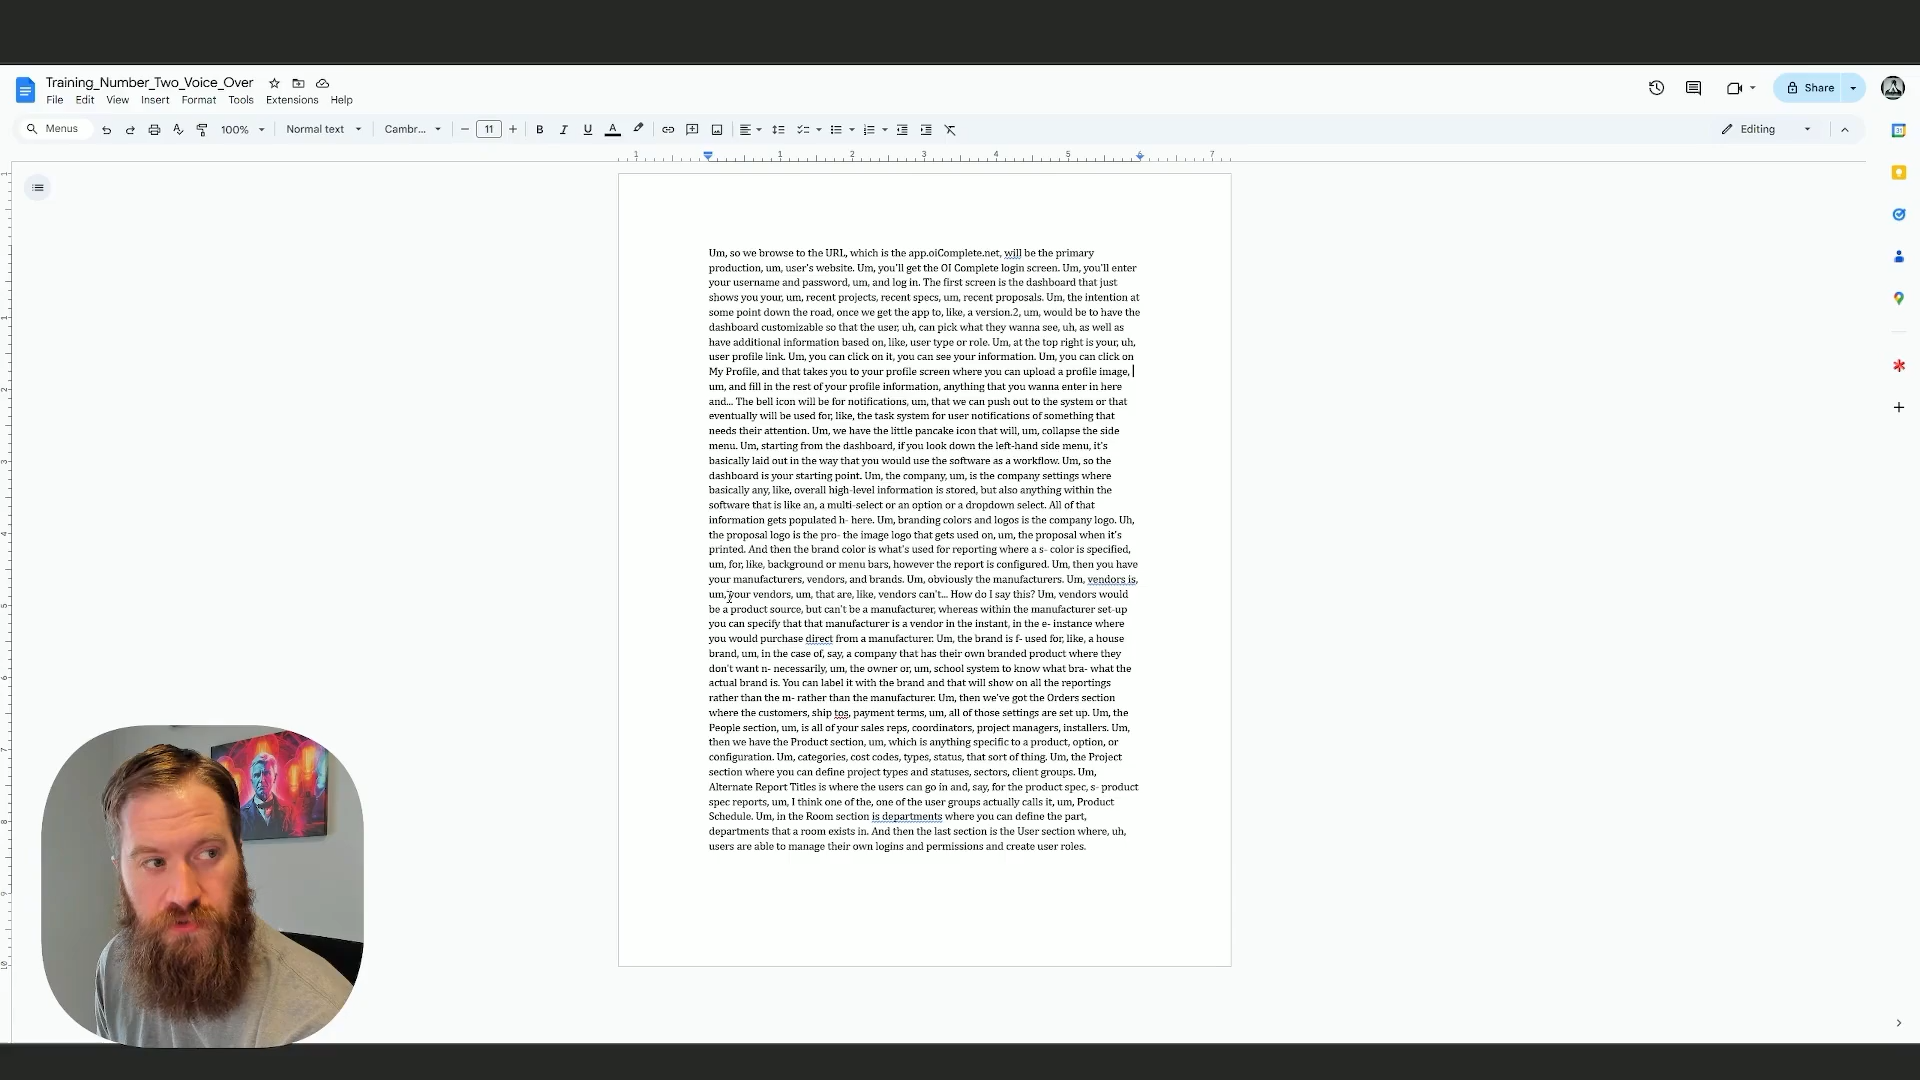 Training_Number_Two_Voice_Over
File Edit View Insert Format Tools Extensions Help
Share
Menus 100% Normal text Cambr... 11 Editing
1 1 2 3 4 5 6 7
Um, so we browse to the URL, which is the app.oiComplete.net, will be the primary
production, um, user's website. Um, you'll get the OI Complete login screen. Um, you'll enter
your username and password, um, and log in. The first screen is the dashboard that just
shows you your, um, recent projects, recent specs, um, recent proposals. Um, the intention at
some point down the road, once we get the app to, like, a version.2, um, would be to have the
dashboard customizable so that the user, uh, can pick what they wanna see, uh, as well as
have additional information based on, like, user type or role. Um, at the top right is your, uh,
user profile link. Um, you can click on it, you can see your information. Um, you can click on
My Profile, and that takes you to your profile screen where you can upload a profile image,
um, and fill in the rest of your profile information, anything that you wanna enter in here
and... The bell icon will be for notifications, um, that we can push out to the system or that
eventually will be used for, like, the task system for user notifications of something that
needs their attention. Um, we have the little pancake icon that will, um, collapse the side
menu. Um, starting from the dashboard, if you look down the left-hand side menu, it's
basically laid out in the way that you would use the software as a workflow. Um, so the
dashboard is your starting point. Um, the company, um, is the company settings where
basically any, like, overall high-level information is stored, but also anything within the
software that is like an, a multi-select or an option or a dropdown select. All of that
information gets populated h- here. Um, branding colors and logos is the company logo. Uh,
the proposal logo is the pro- the image logo that gets used on, um, the proposal when it's
printed. And then the brand color is what's used for reporting where a s- color is specified,
um, for, like, background or menu bars, however the report is configured. Um, then you have
your manufacturers, vendors, and brands. Um, obviously the manufacturers. Um, vendors is,
um, your vendors, um, that are, like, vendors can't... How do I say this? Um, vendors would
be a product source, but can't be a manufacturer, whereas within the manufacturer set-up
you can specify that that manufacturer is a vendor in the instant, in the e- instance where
you would purchase direct from a manufacturer. Um, the brand is f- used for, like, a house
brand, um, in the case of, say, a company that has their own branded product where they
don't want n- necessarily, um, the owner or, um, school system to know what bra- what the
actual brand is. You can label it with the brand and that will show on all the reportings
rather than the m- rather than the manufacturer. Um, then we've got the Orders section
where the customers, ship tos, payment terms, um, all of those settings are set up. Um, the
People section, um, is all of your sales reps, coordinators, project managers, installers. Um,
then we have the Product section, um, which is anything specific to a product, option, or
configuration. Um, categories, cost codes, types, status, that sort of thing. Um, the Project
section where you can define project types and statuses, sectors, client groups. Um,
Alternate Report Titles is where the users can go in and, say, for the product spec, s- product
spec reports, um, I think one of the, one of the user groups actually calls it, um, Product
Schedule. Um, in the Room section is departments where you can define the part,
departments that a room exists in. And then the last section is the User section where, uh,
users are able to manage their own logins and permissions and create user roles.